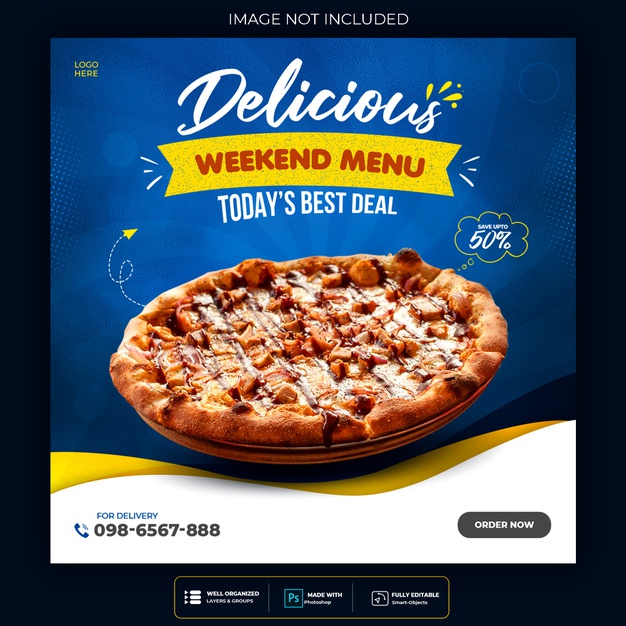 IMAGE NOT INCLUDED
LOGO
HERE
Delicious
WEEKEND MENU
TODAY'S BEST DEAL
SAVE UPTO
50%
FOR DELIVERY
098-6567-888
ORDER NOW
WELL ORGANIZED
LAYERS & GROUPS
Ps
MADE WITH
Photoshop
FULLY EDITABLE
Smart-Objects